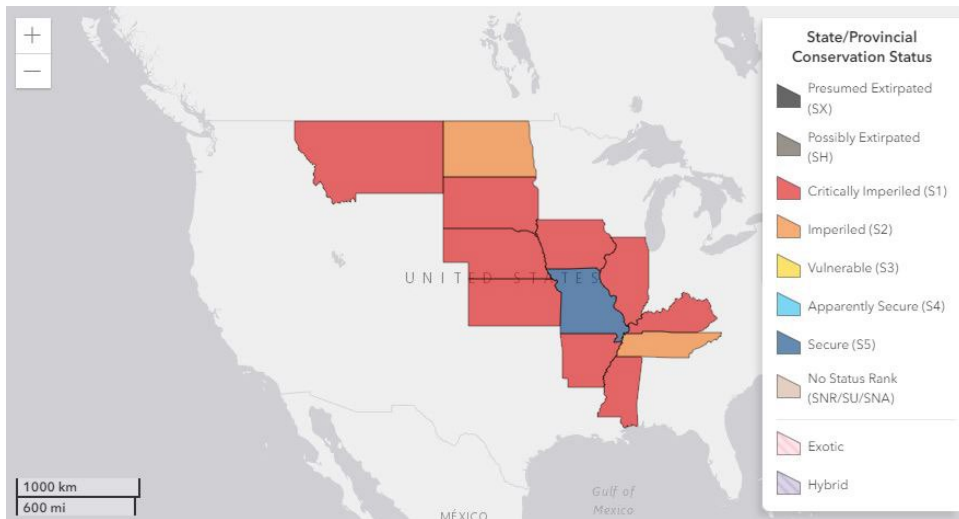 +
−
UNITED STATES
MÉXICO
Gulf of
Mexico
1000 km
600 mi
State/Provincial
Conservation Status
Presumed Extirpated
(SX)
Possibly Extirpated
(SH)
Critically Imperiled (S1)
Imperiled (S2)
Vulnerable (S3)
Apparently Secure (S4)
Secure (S5)
No Status Rank
(SNR/SU/SNA)
Exotic
Hybrid